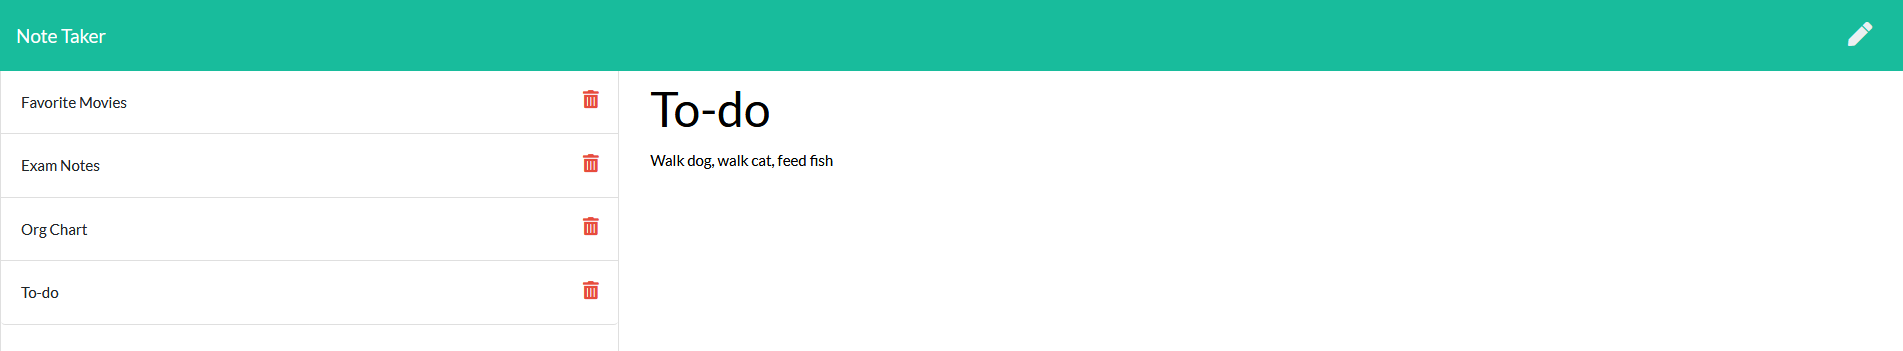 Note Taker
Favorite Movies
Exam Notes
Org Chart
To-do
To-do
Walk dog, walk cat, feed fish